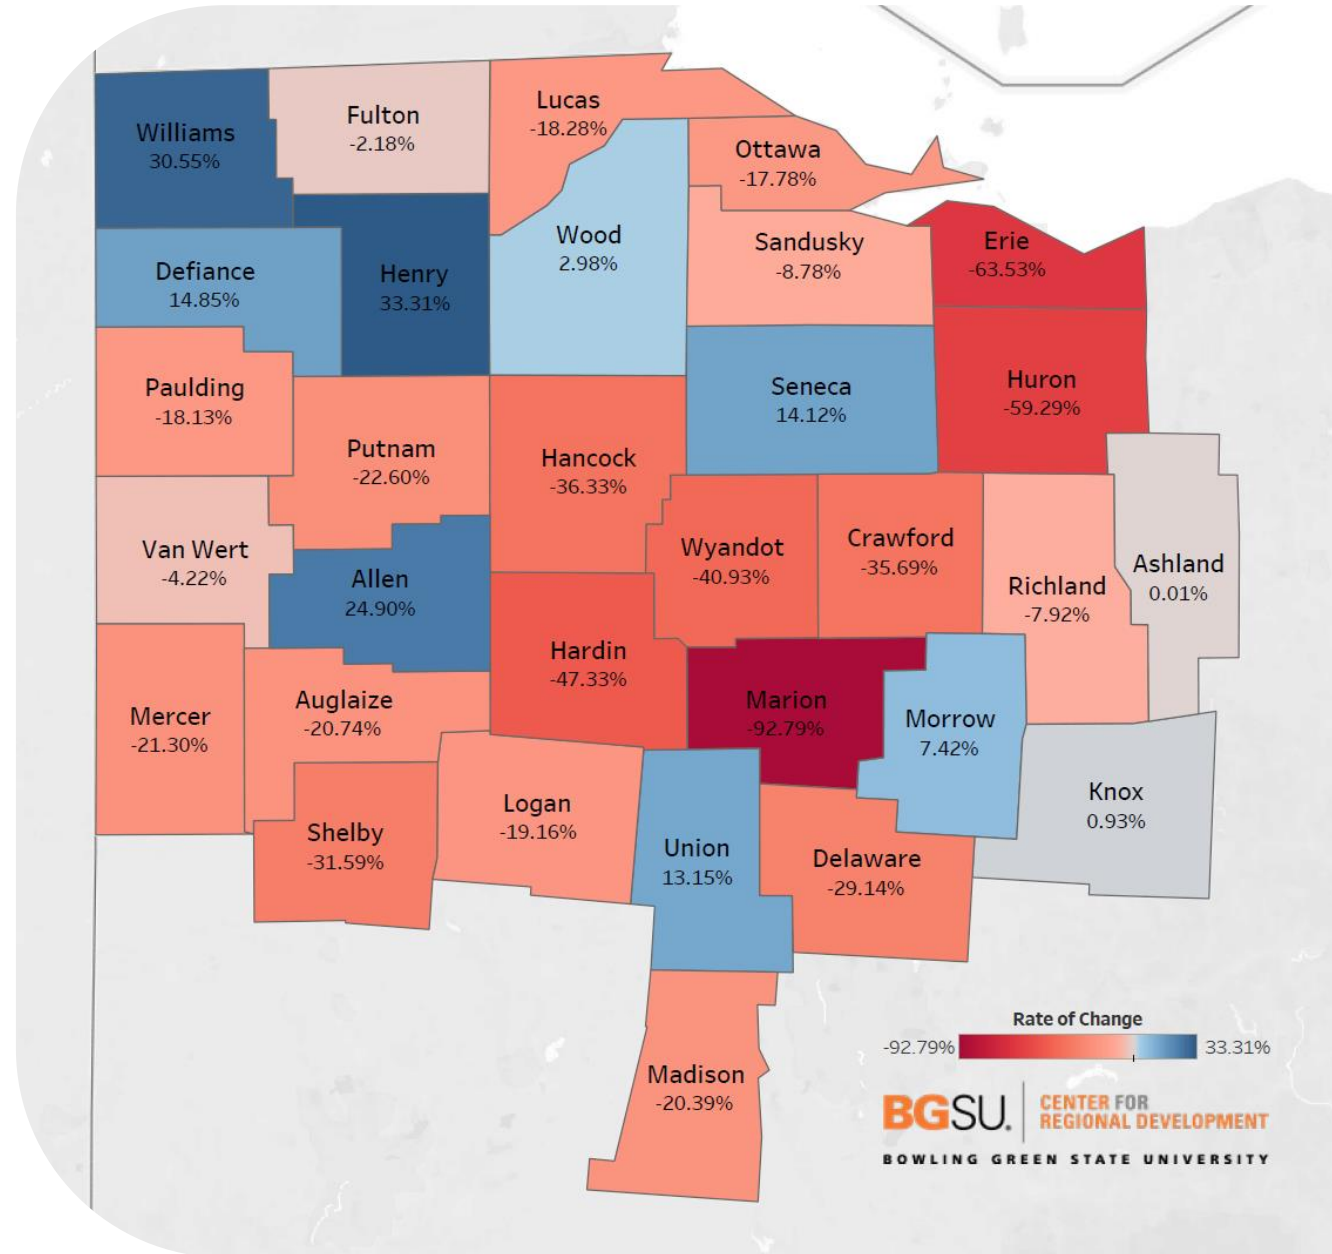 Lucas
-18.28%
Fulton
-2.18%
Williams
30.55%
Ottawa
-17.78%
Wood
2.98%
Sandusky
-8.78%
Erie
-63.53%
Defiance
14.85%
Henry
33.31%
Paulding
-18.13%
Seneca
14.12%
Huron
-59.29%
Putnam
-22.60%
Hancock
-36.33%
Van Wert
-4.22%
Allen
24.90%
Wyandot
-40.93%
Crawford
-35.69%
Richland
-7.92%
Ashland
0.01%
Hardin
-47.33%
Mercer
-21.30%
Auglaize
-20.74%
Marion
-92.79%
Morrow
7.42%
Knox
0.93%
Shelby
-31.59%
Logan
-19.16%
Union
13.15%
Delaware
-29.14%
Madison
-20.39%
Rate of Change
-92.79% 33.31%
BGSU. CENTER FOR
REGIONAL DEVELOPMENT
BOWLING GREEN STATE UNIVERSITY